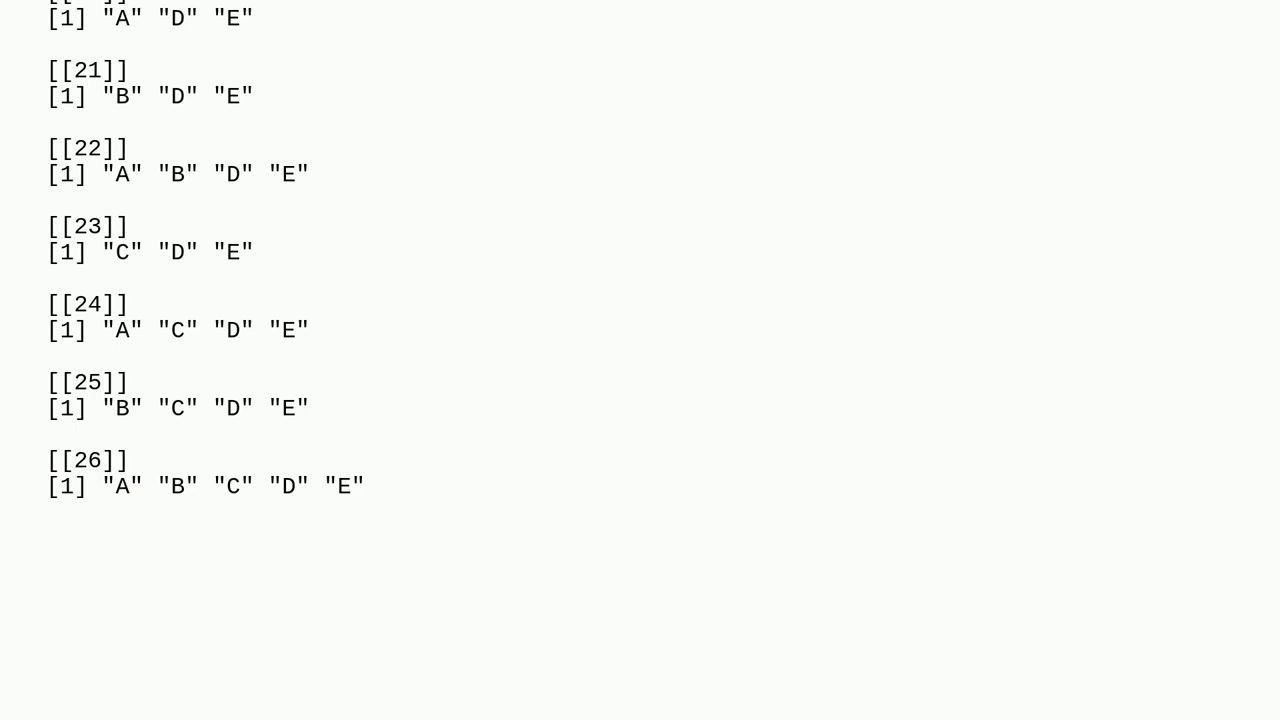 [1] "A" "D" "E"
[[21]]
[1] "B" "D" "E"
[[22]]
[1] "A" "B" "D" "E"
[[23]]
[1] "C" "D" "E"
[[24]]
[1] "A" "C" "D" "E"
[[25]]
[1] "B" "C" "D" "E"
[[26]]
[1] "A" "B" "C" "D" "E"